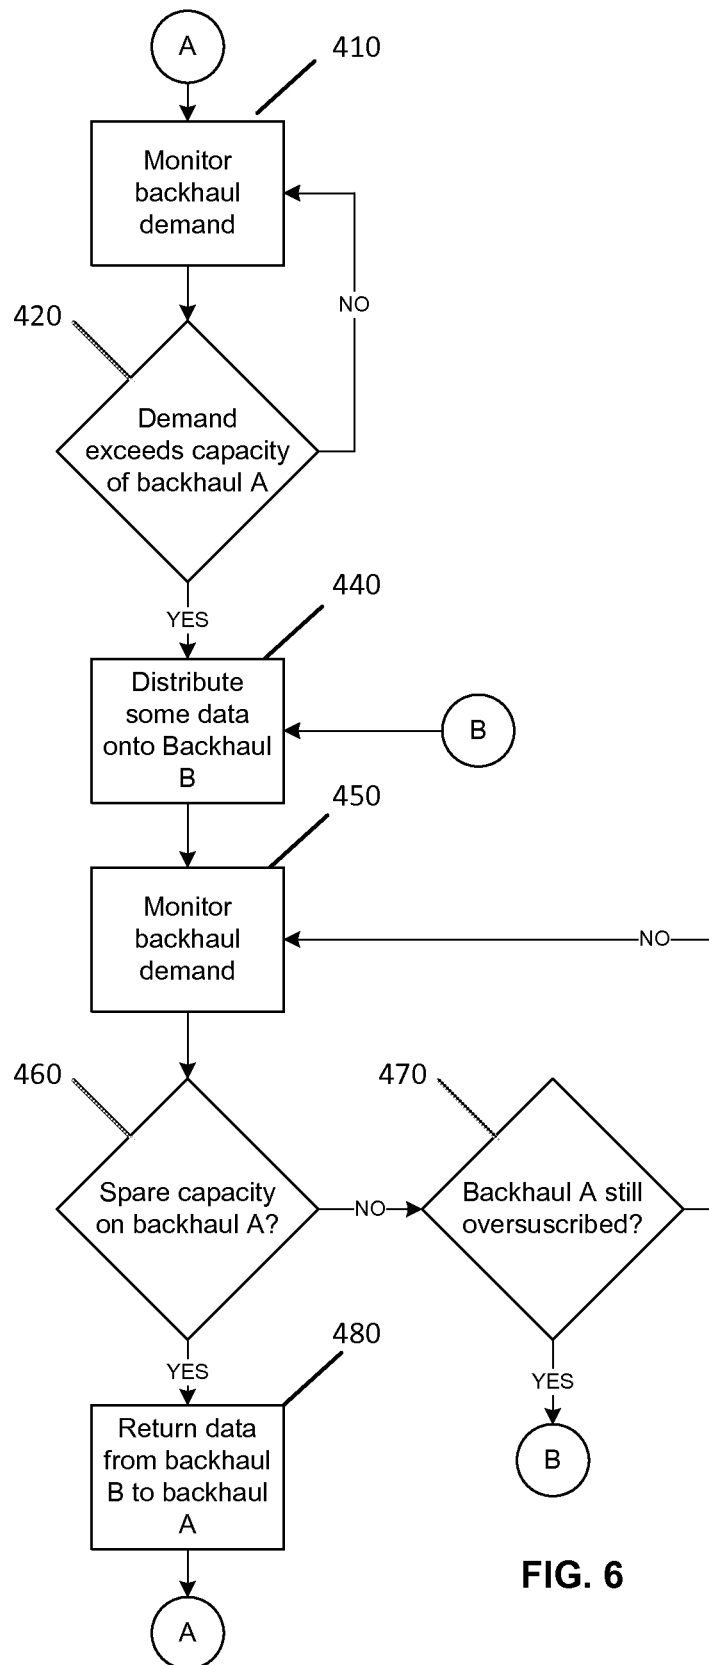 A
410
Monitor
backhaul
demand
NO
420
Demand
exceeds capacity
of backhaul A
YES
440
Distribute
some data
onto Backhaul
B
B
450
Monitor
backhaul
demand
NO
460
Spare capacity
on backhaul A?
NO
470
Backhaul A still
oversuscribed?
YES
480
Return data
from backhaul
B to backhaul
A
YES
B
A
FIG. 6